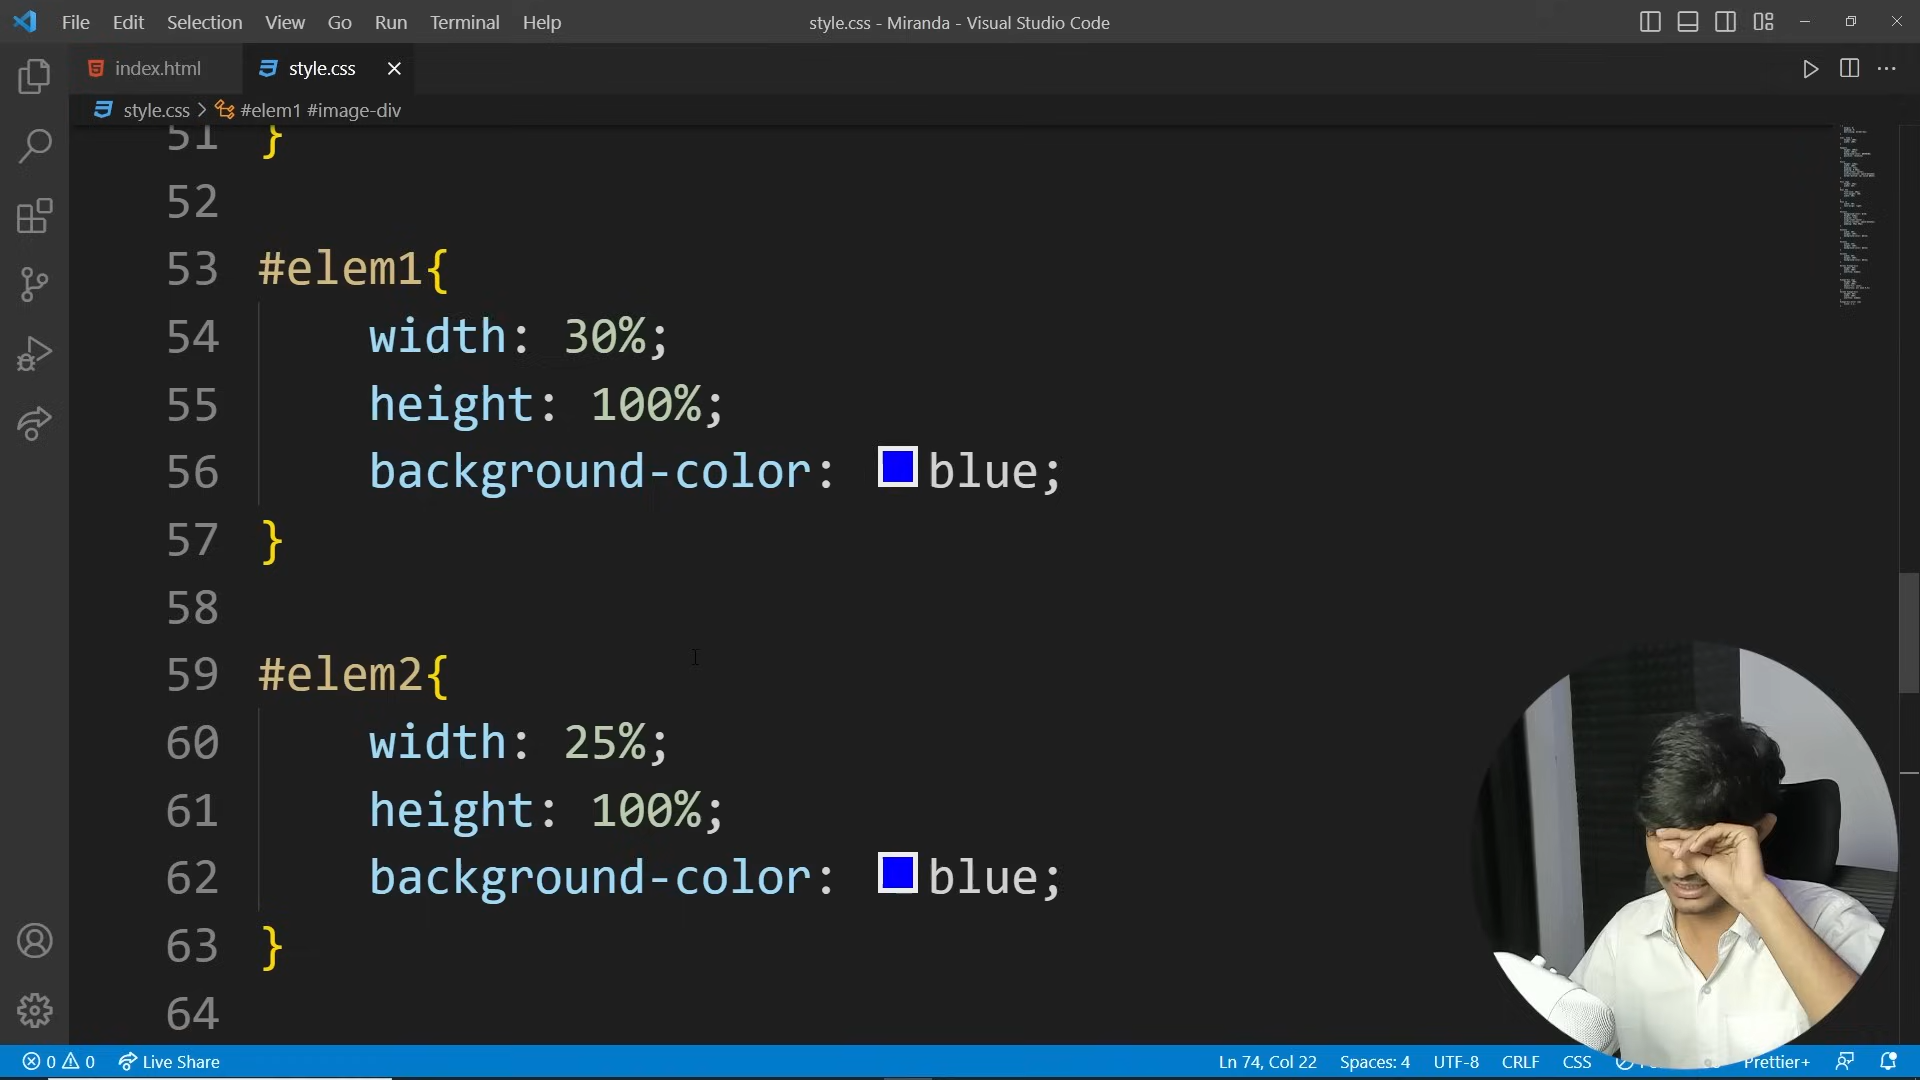 File Edit Selection View Go Run Terminal Help
style.css - Miranda - Visual Studio Code
index.html
style.css
style.css > #elem1 #image-div
51 }
52
53 #elem1{
54 width: 30%;
55 height: 100%;
56 background-color: blue;
57 }
58
59 #elem2{
60 width: 25%;
61 height: 100%;
62 background-color: blue;
63 }
64
0 0 Live Share
Ln 74, Col 22 Spaces: 4 UTF-8 CRLF CSS Prettier+